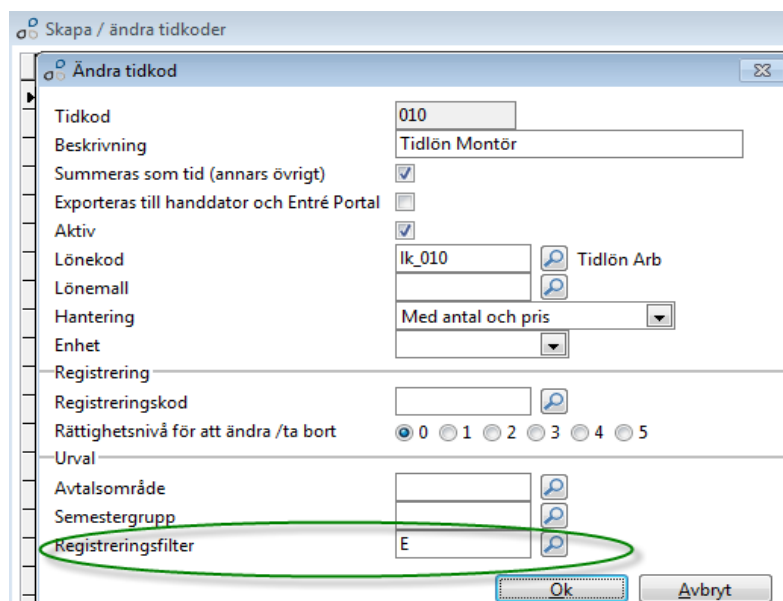 Skapa / ändra tidkoder
Ändra tidkod
Tidkod 010
Beskrivning Tidlön Montör
Summeras som tid (annars övrigt)
Exporteras till handdator och Entré Portal
Aktiv
Lönekod lk_010 Tidlön Arb
Lönemall
Hantering Med antal och pris
Enhet
Registrering
Registreringskod
Rättighetsnivå för att ändra /ta bort 0 1 2 3 4 5
Urval
Avtalsområde
Semestergrupp
Registreringsfilter E
Ok Avbryt